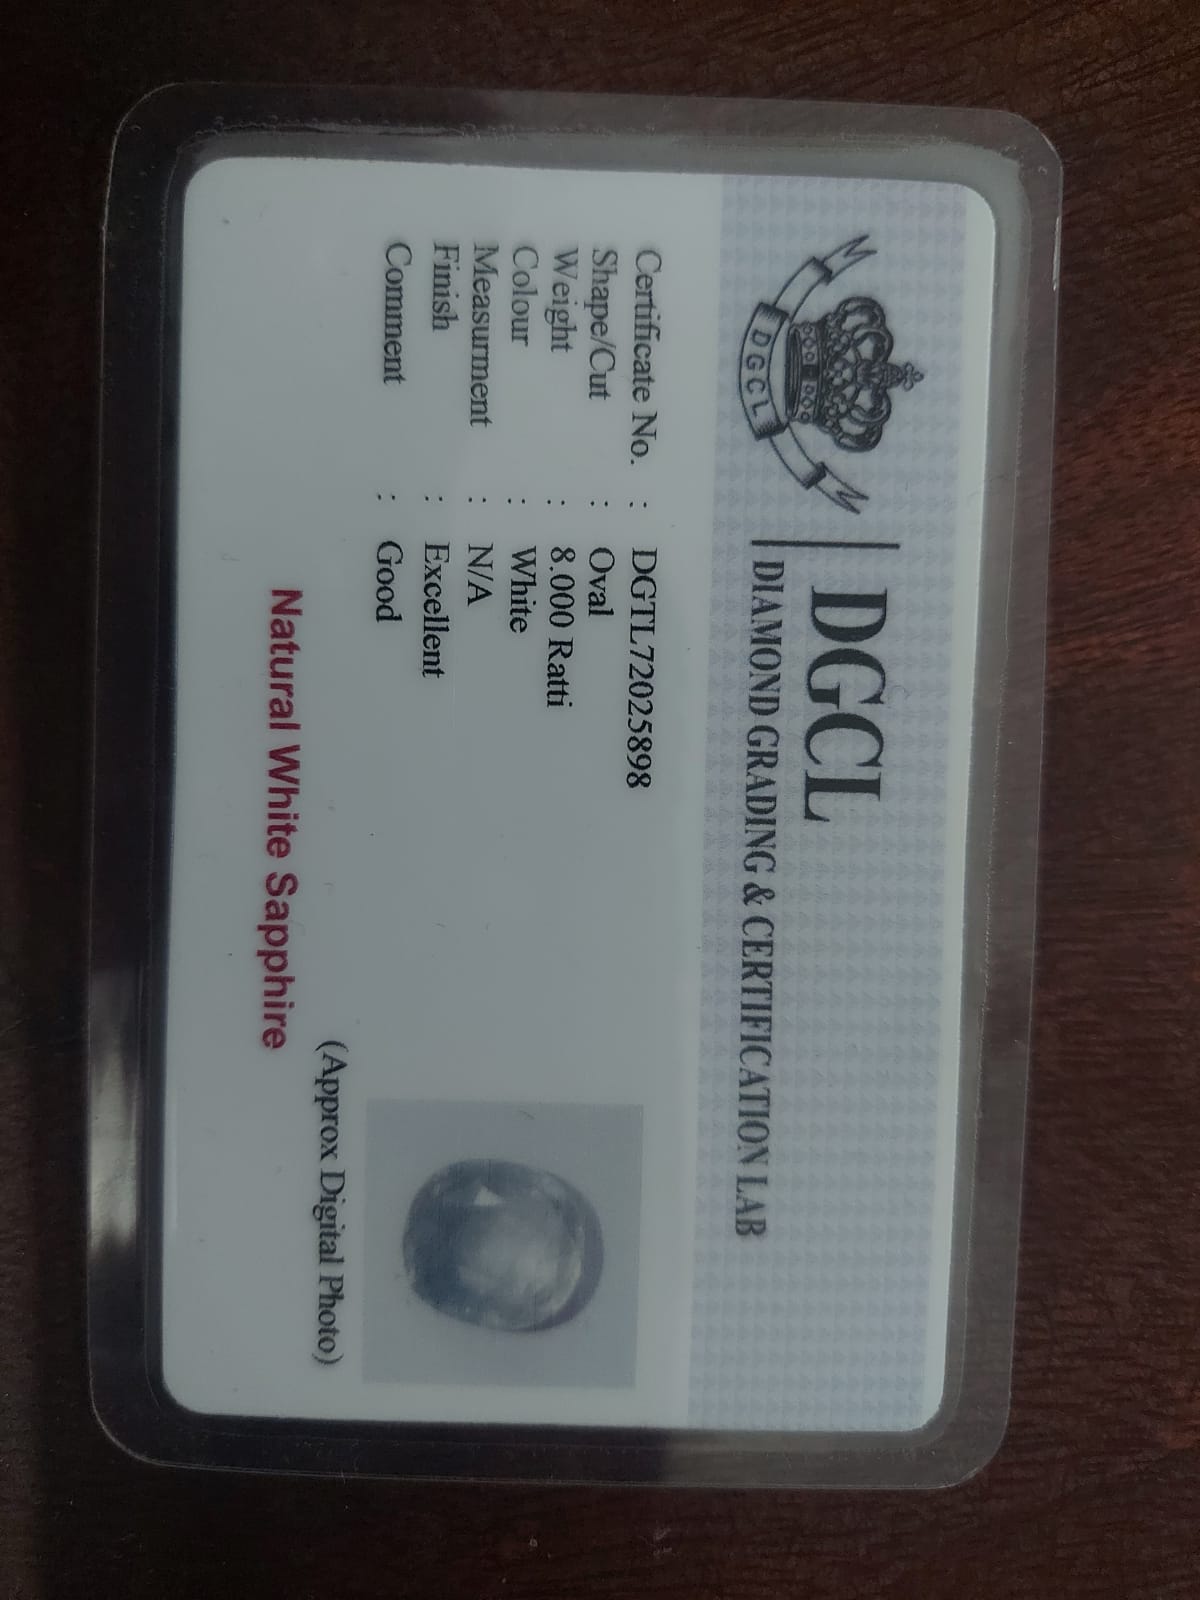 DGCL
DGCL
DIAMOND GRADING & CERTIFICATION LAB
Certificate No. : DGTL72025898
Shape/Cut : Oval
Weight : 8.000 Ratti
Colour : White
Measurment : N/A
Finish : Excellent
Comment : Good
(Approx Digital Photo)
Natural White Sapphire